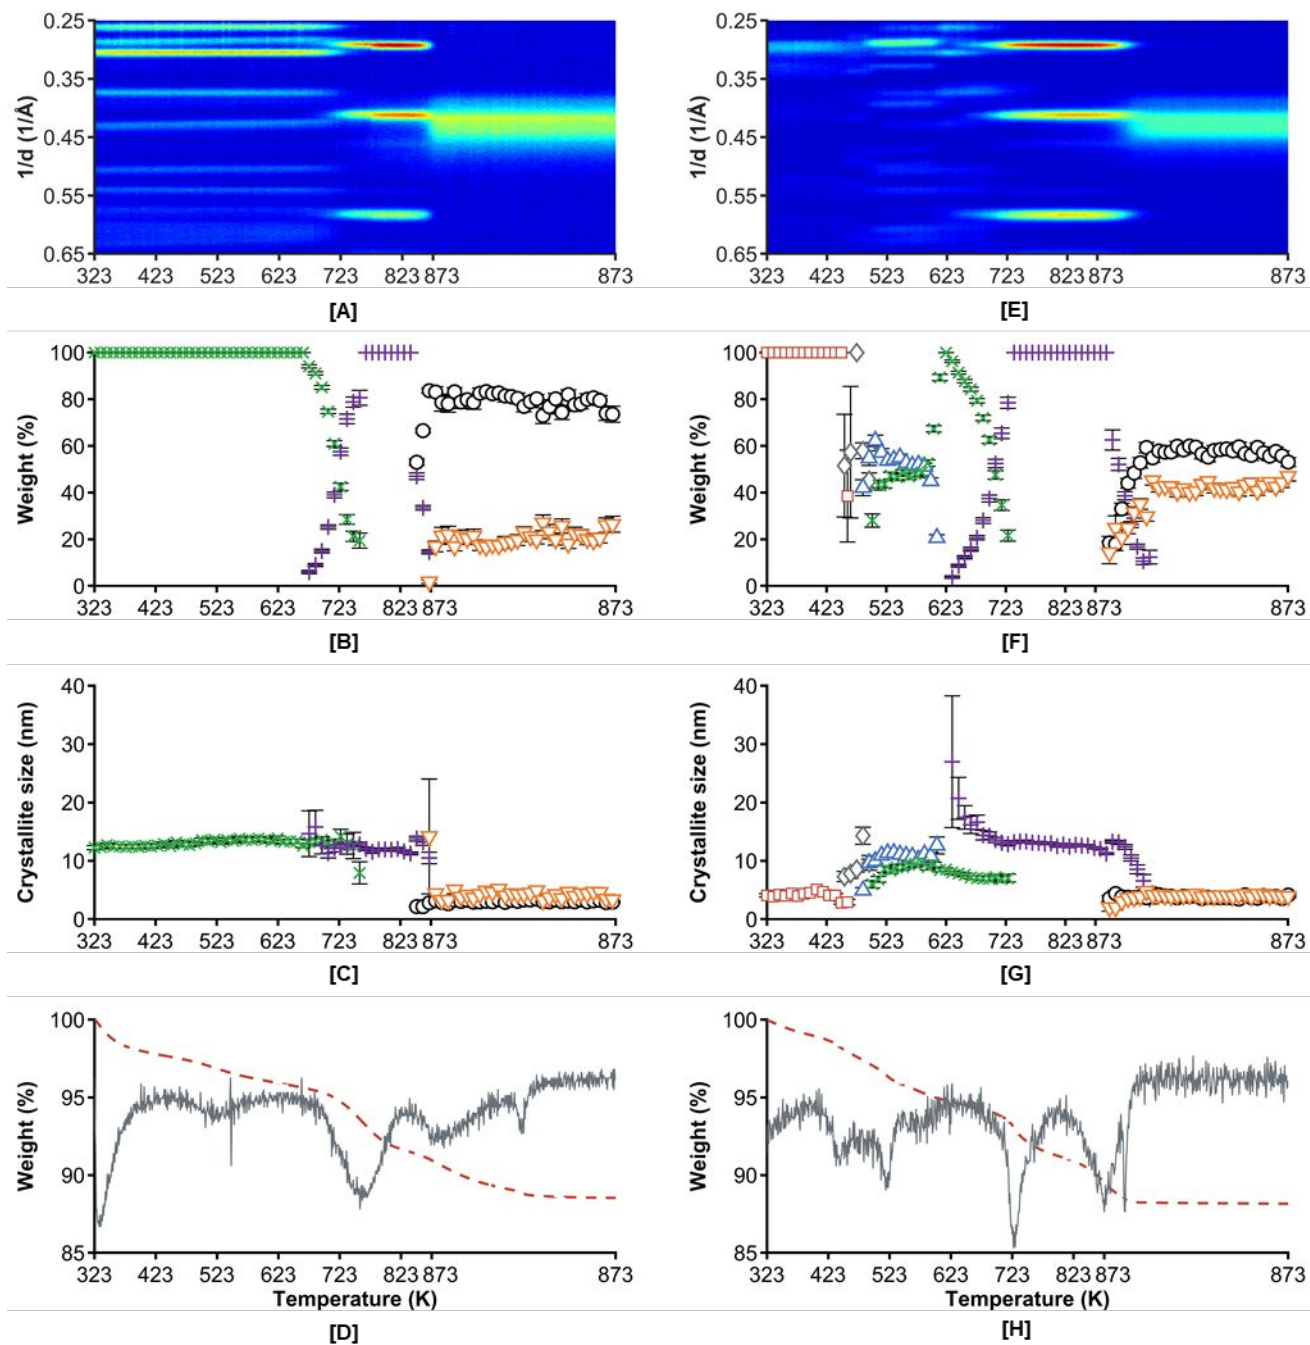 0.25
0.35
0.45
0.55
0.65
1/d (1/Å)
323 423 523 623 723 823 873 873
[A]
0.25
0.35
0.45
0.55
0.65
1/d (1/Å)
323 423 523 623 723 823 873 873
[E]
100
80
60
40
20
0
Weight (%)
323 423 523 623 723 823 873 873
[B]
100
80
60
40
20
0
Weight (%)
323 423 523 623 723 823 873 873
[F]
40
30
20
10
0
Crystallite size (nm)
323 423 523 623 723 823 873 873
[C]
40
30
20
10
0
Crystallite size (nm)
323 423 523 623 723 823 873 873
[G]
100
95
90
85
Weight (%)
323 423 523 623 723 823 873 873
Temperature (K)
[D]
100
95
90
85
Weight (%)
323 423 523 623 723 823 873 873
Temperature (K)
[H]